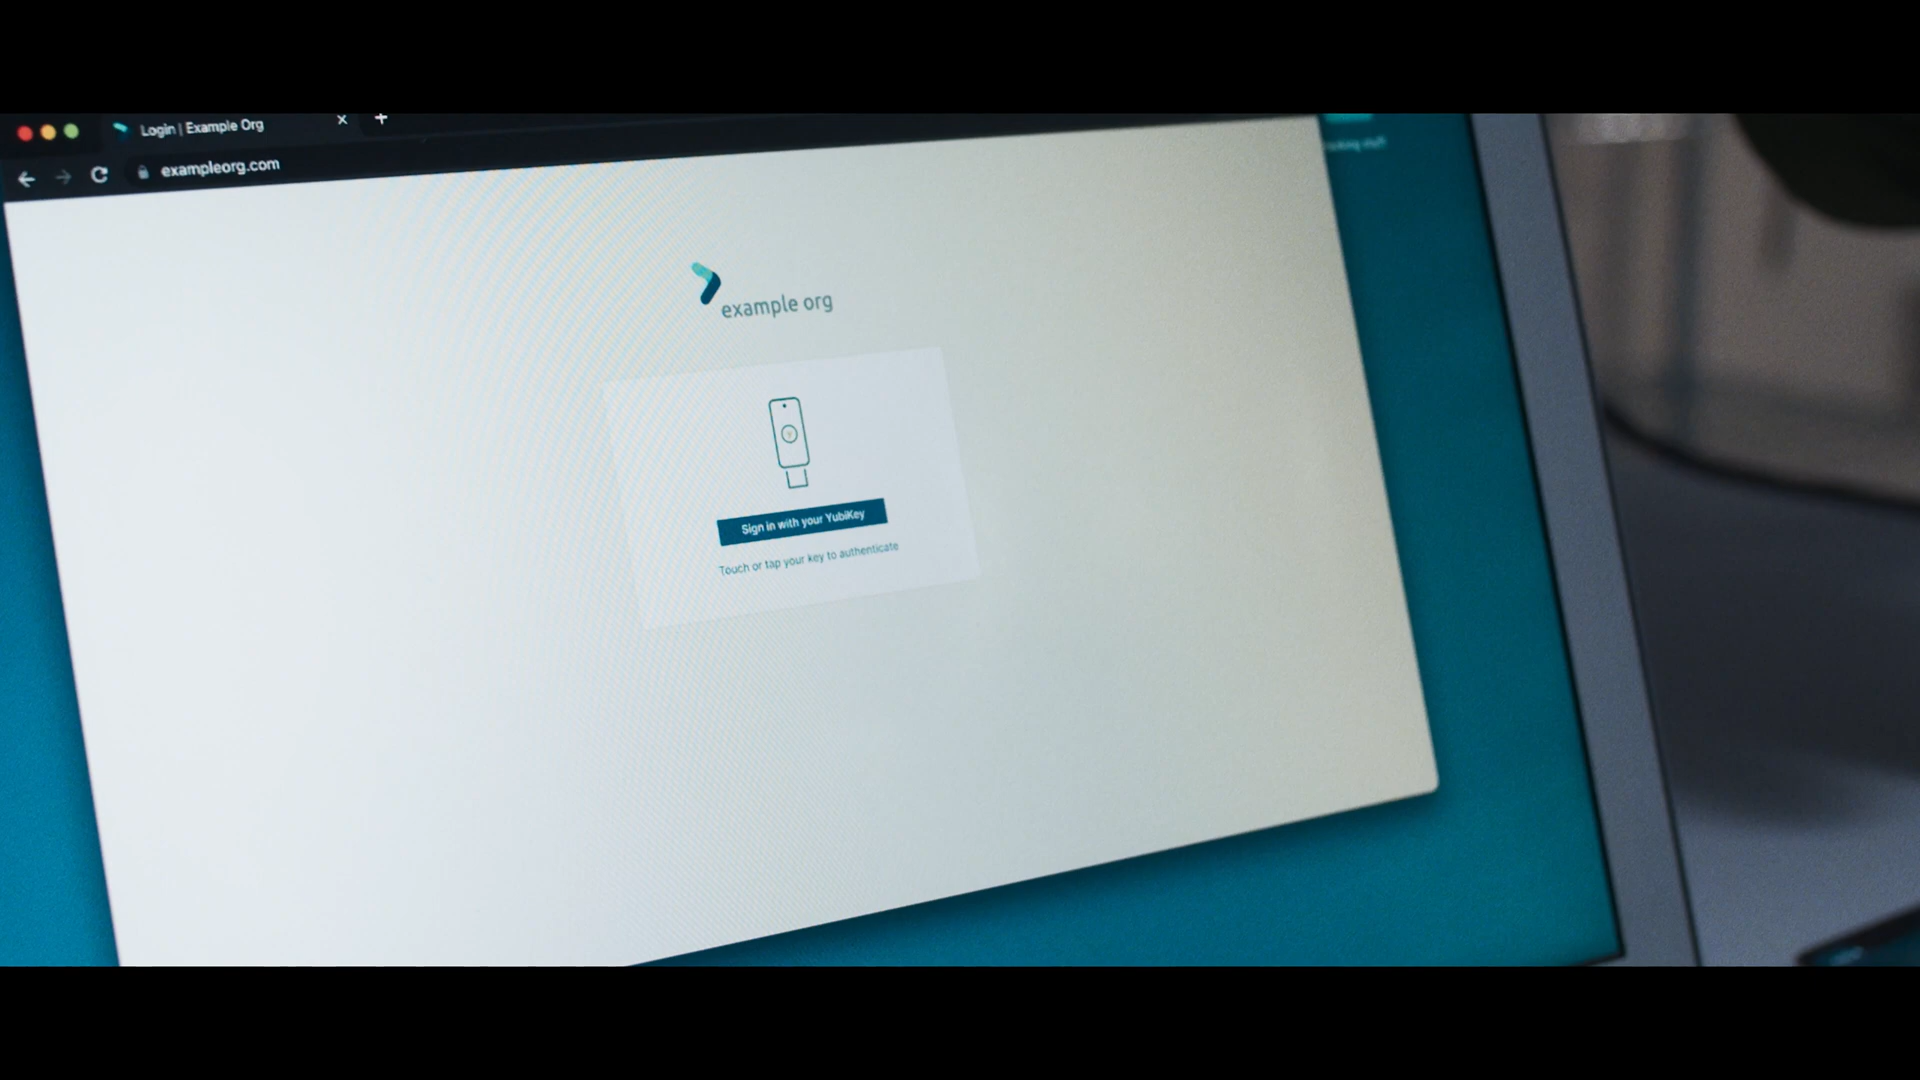 Login | Example Org
exampleorg.com
example org
Sign in with your YubiKey
Touch or tap your key to authenticate